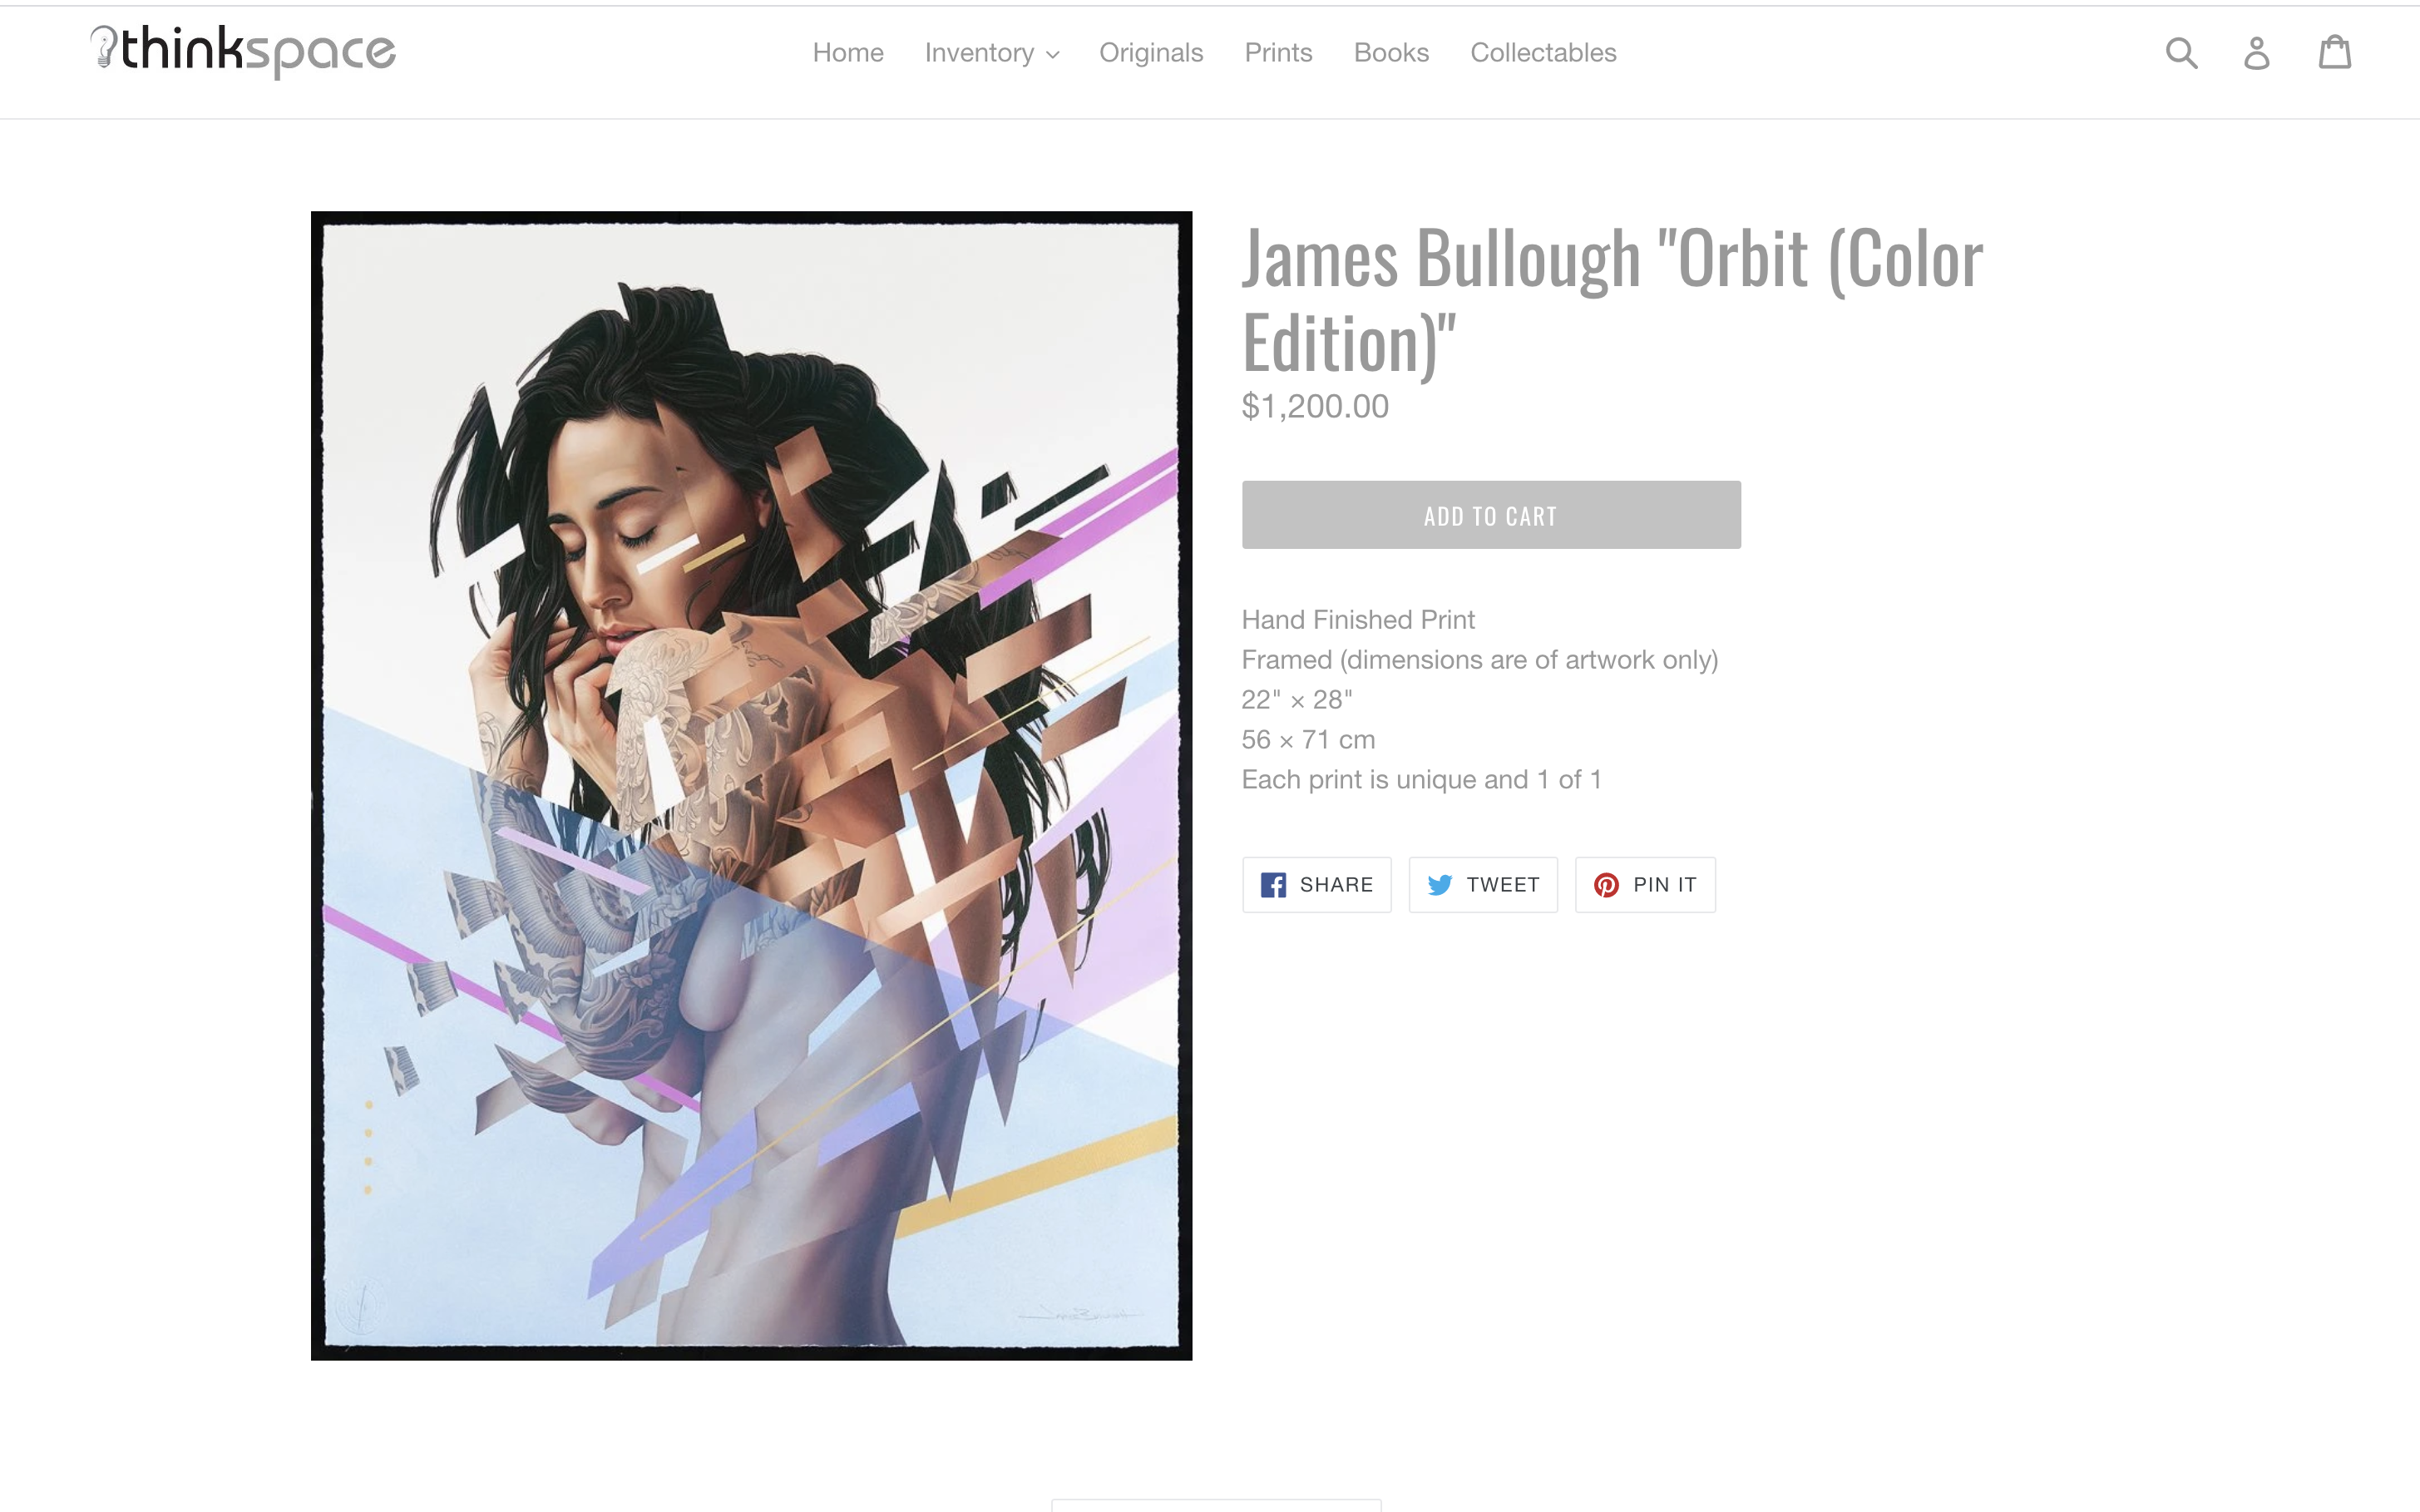 thinkspace
Home Inventory Originals Prints Books Collectables
James Bullough "Orbit (Color
Edition)"
$1,200.00
ADD TO CART
Hand Finished Print
Framed (dimensions are of artwork only)
22" × 28"
56 × 71 cm
Each print is unique and 1 of 1
SHARE TWEET PIN IT